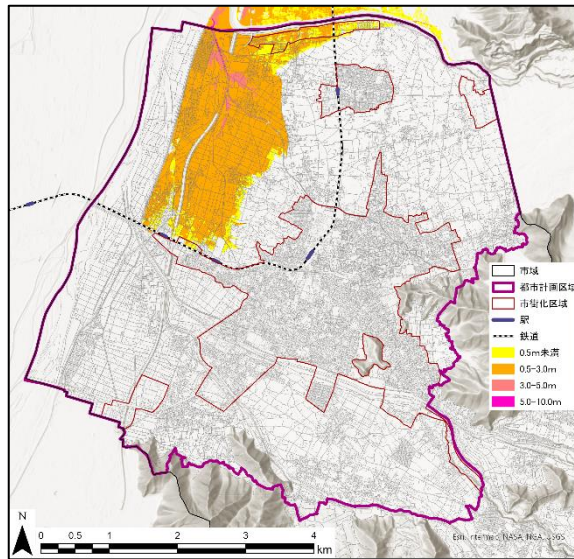 市域
都市計画区域
市街化区域
駅
鉄道
0.5m未満
0.5-3.0m
3.0-5.0m
5.0-10.0m
N
0 0.5 1 2 3 4
km
Esri, Intermap, NASA, NGA, USGS